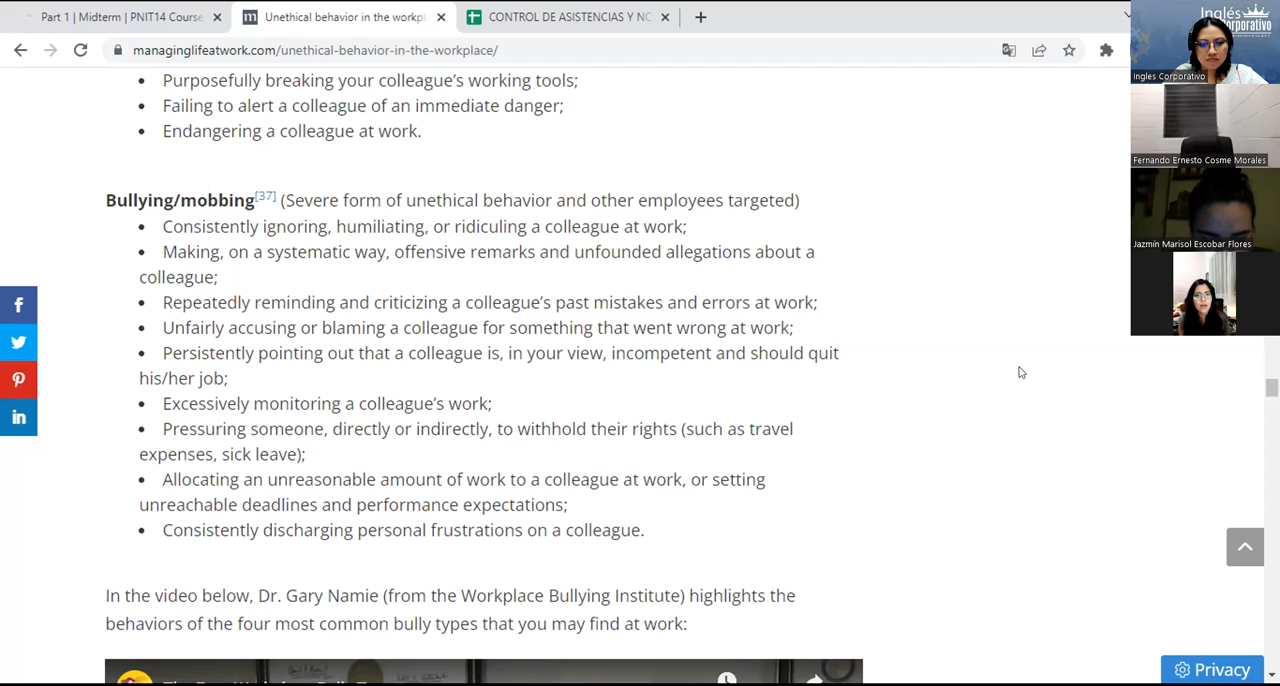 Part 1 | Midterm | PNIT14 Course
Unethical behavior in the workpl
CONTROL DE ASISTENCIAS Y NO
managinglifeatwork.com/unethical-behavior-in-the-workplace/
Inglés
Corporativo
Ingles Corporativo
Fernando Ernesto Cosme Morales
Jazmín Marisol Escobar Flores
• Purposefully breaking your colleague's working tools;
• Failing to alert a colleague of an immediate danger;
• Endangering a colleague at work.
Bullying/mobbing[37] (Severe form of unethical behavior and other employees targeted)
• Consistently ignoring, humiliating, or ridiculing a colleague at work;
• Making, on a systematic way, offensive remarks and unfounded allegations about a
colleague;
• Repeatedly reminding and criticizing a colleague's past mistakes and errors at work;
• Unfairly accusing or blaming a colleague for something that went wrong at work;
• Persistently pointing out that a colleague is, in your view, incompetent and should quit
his/her job;
• Excessively monitoring a colleague's work;
• Pressuring someone, directly or indirectly, to withhold their rights (such as travel
expenses, sick leave);
• Allocating an unreasonable amount of work to a colleague at work, or setting
unreachable deadlines and performance expectations;
• Consistently discharging personal frustrations on a colleague.
In the video below, Dr. Gary Namie (from the Workplace Bullying Institute) highlights the
behaviors of the four most common bully types that you may find at work:
Privacy